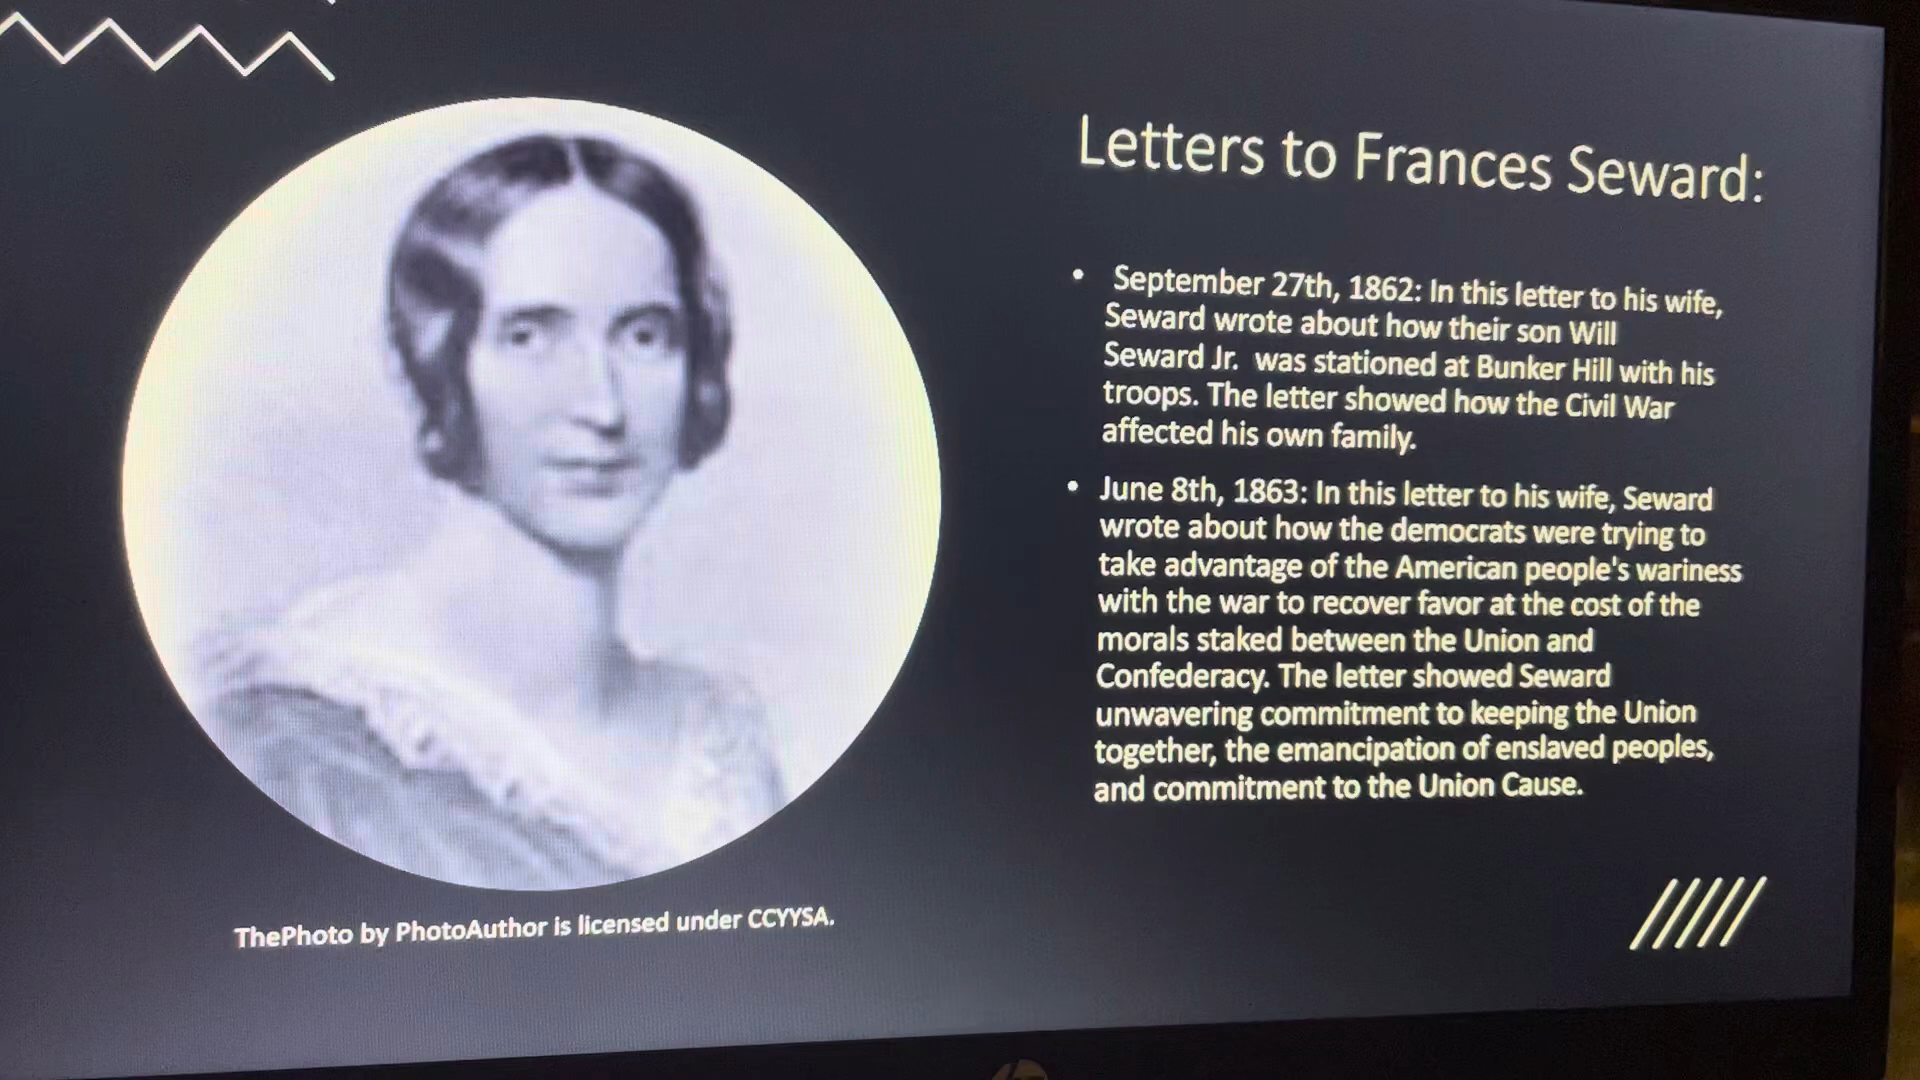 Letters to Frances Seward:
• September 27th, 1862: In this letter to his wife,
Seward wrote about how their son Will
Seward Jr. was stationed at Bunker Hill with his
troops. The letter showed how the Civil War
affected his own family.
• June 8th, 1863: In this letter to his wife, Seward
wrote about how the democrats were trying to
take advantage of the American people's wariness
with the war to recover favor at the cost of the
morals staked between the Union and
Confederacy. The letter showed Seward
unwavering commitment to keeping the Union
together, the emancipation of enslaved peoples,
and commitment to the Union Cause.
ThePhoto by PhotoAuthor is licensed under CCYYSA.